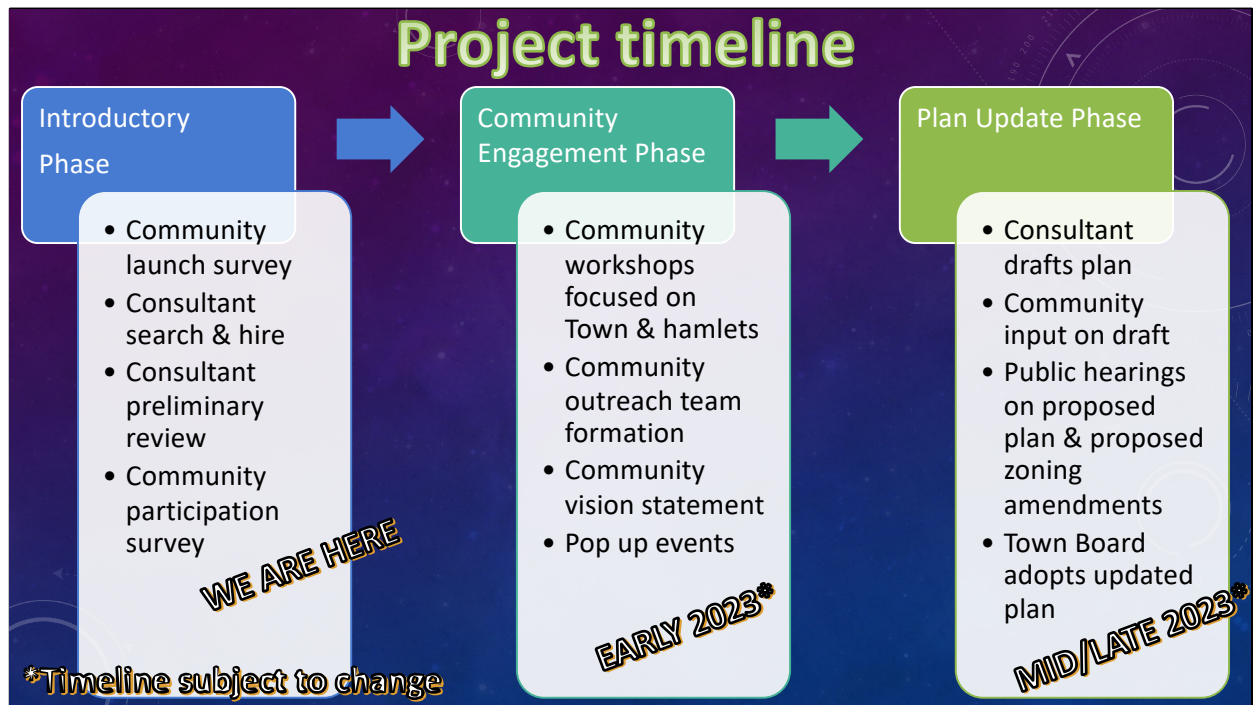 Project timeline
Introductory
Phase
• Community
launch survey
• Consultant
search & hire
• Consultant
preliminary
review
• Community
participation
survey
WE ARE HERE
*Timeline subject to change
Community
Engagement Phase
• Community
workshops
focused on
Town & hamlets
• Community
outreach team
formation
• Community
vision statement
• Pop up events
EARLY 2023*
Plan Update Phase
• Consultant
drafts plan
• Community
input on draft
• Public hearings
on proposed
plan & proposed
zoning
amendments
• Town Board
adopts updated
plan
MID/LATE 2023*